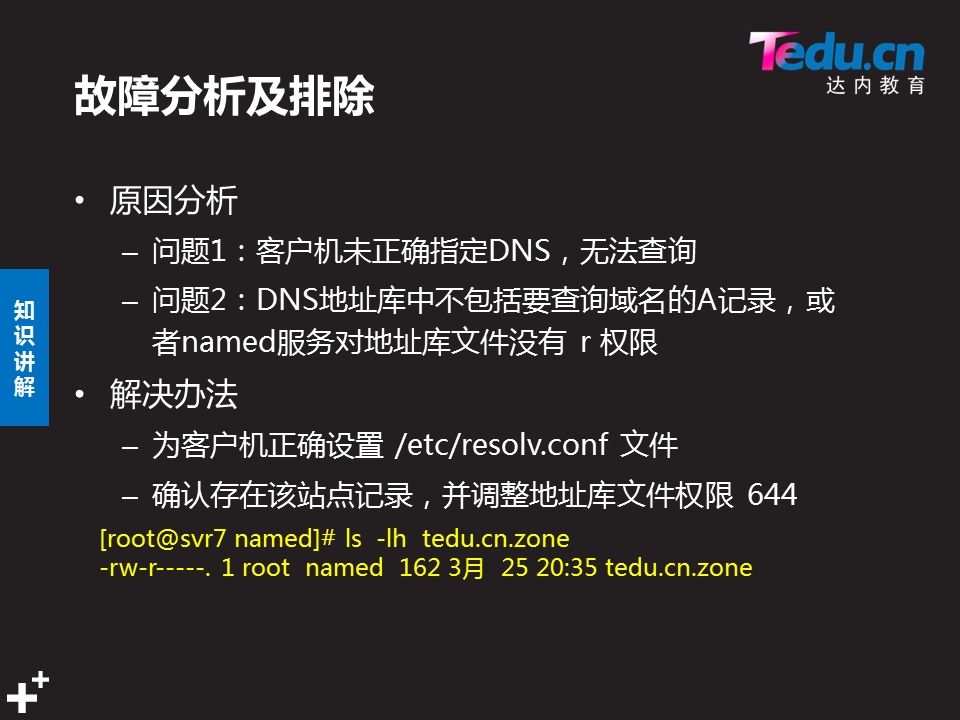 Tedu.cn
达内教育
故障分析及排除
• 原因分析
– 问题1：客户机未正确指定DNS，无法查询
– 问题2：DNS地址库中不包括要查询域名的A记录，或
者named服务对地址库文件没有 r 权限
知识讲解
• 解决办法
– 为客户机正确设置 /etc/resolv.conf 文件
– 确认存在该站点记录，并调整地址库文件权限 644
[root@svr7 named]# ls -lh tedu.cn.zone
-rw-r-----. 1 root named 162 3月 25 20:35 tedu.cn.zone